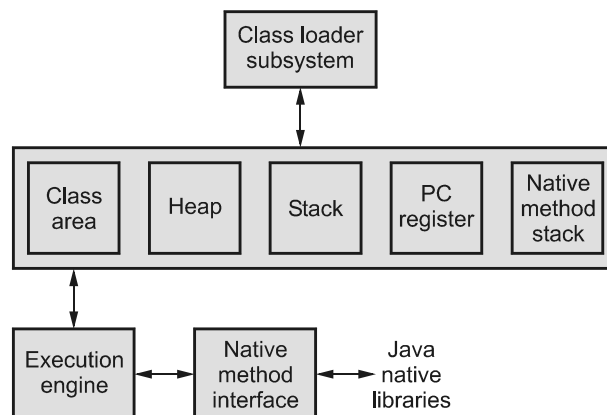 Class loader
subsystem
Class
area
Heap
Stack
PC
register
Native
method
stack
Execution
engine
Native
method
interface
Java
native
libraries